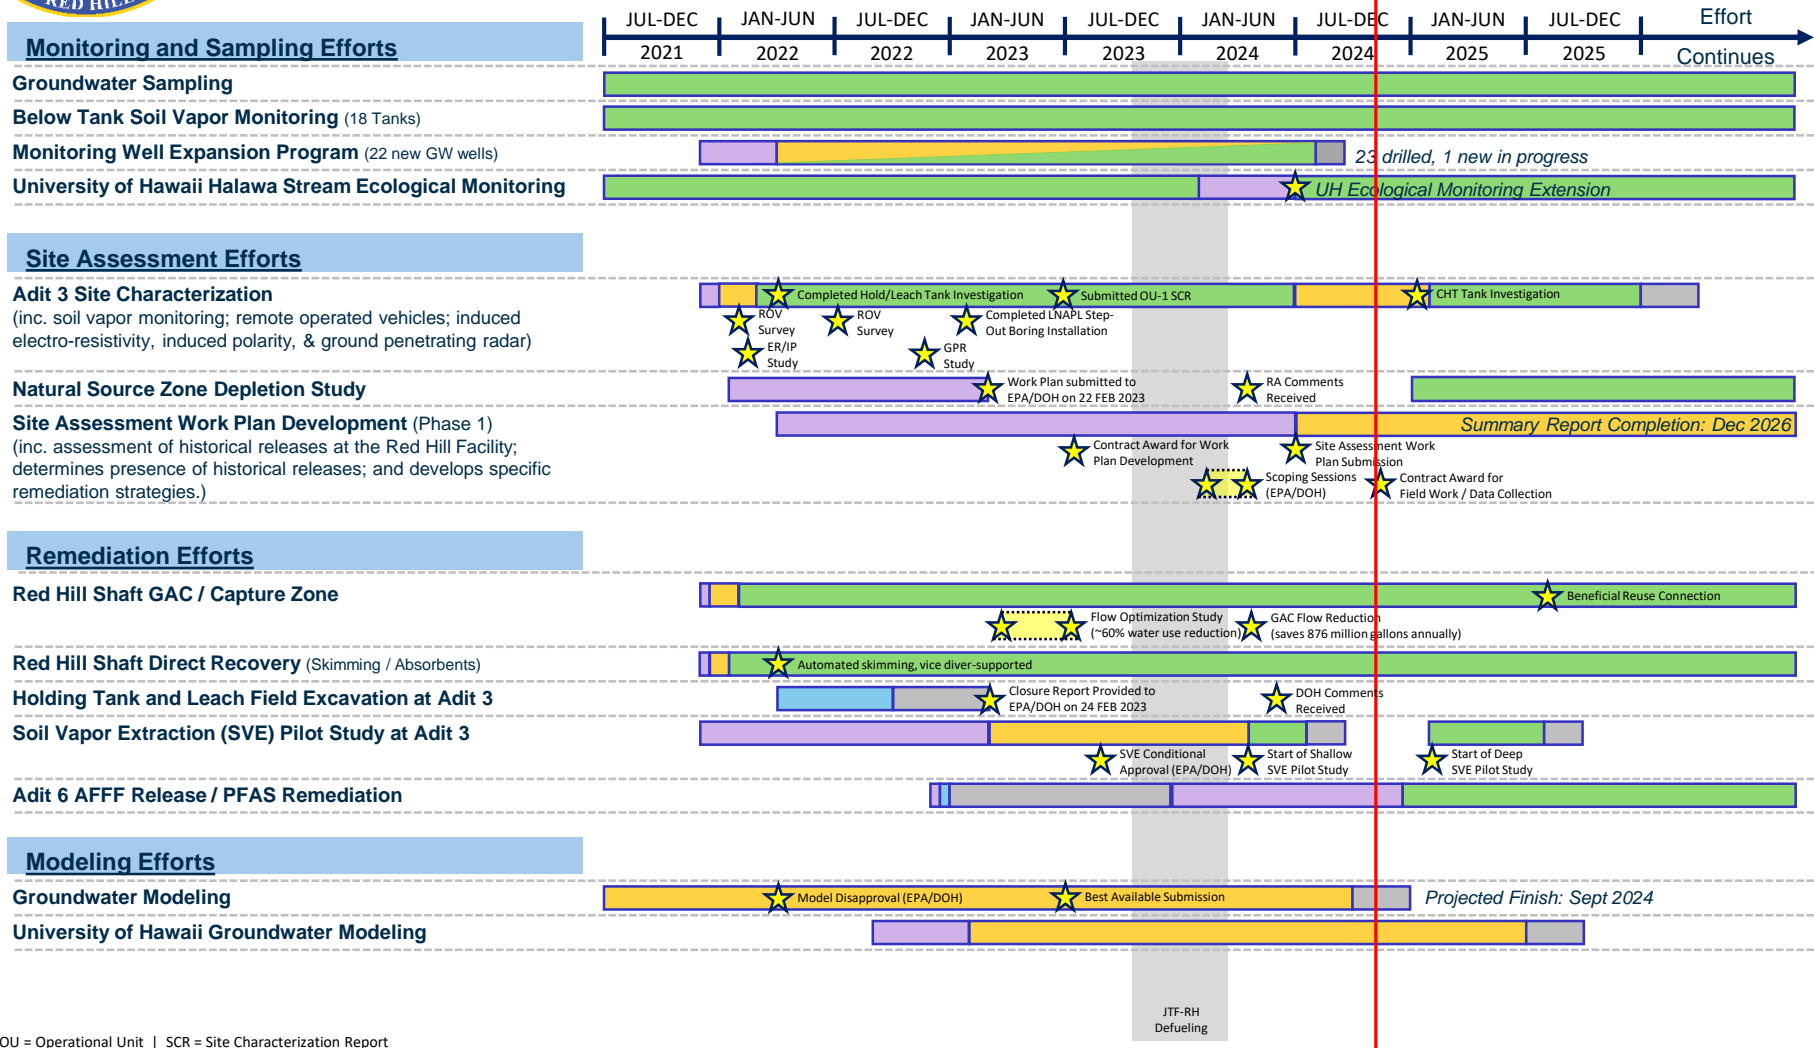 RED HILL
JUL-DEC JAN-JUN JUL-DEC JAN-JUN JUL-DEC JAN-JUN JUL-DEC JAN-JUN JUL-DEC Effort
2021 2022 2022 2023 2023 2024 2024 2025 2025 Continues
Monitoring and Sampling Efforts
Groundwater Sampling
Below Tank Soil Vapor Monitoring (18 Tanks)
Monitoring Well Expansion Program (22 new GW wells)
23 drilled, 1 new in progress
University of Hawaii Halawa Stream Ecological Monitoring
UH Ecological Monitoring Extension
Site Assessment Efforts
Adit 3 Site Characterization
(inc. soil vapor monitoring; remote operated vehicles; induced
electro-resistivity, induced polarity, & ground penetrating radar)
Completed Hold/Leach Tank Investigation
Submitted OU-1 SCR
CHT Tank Investigation
ROV
Survey
ROV
Survey
Completed LNAPL Step-
Out Boring Installation
ER/IP
Study
GPR
Study
Natural Source Zone Depletion Study
Work Plan submitted to
EPA/DOH on 22 FEB 2023
RA Comments
Received
Site Assessment Work Plan Development (Phase 1)
(inc. assessment of historical releases at the Red Hill Facility;
determines presence of historical releases; and develops specific
remediation strategies.)
Summary Report Completion: Dec 2026
Contract Award for Work
Plan Development
Site Assessment Work
Plan Submission
Scoping Sessions
(EPA/DOH)
Contract Award for
Field Work / Data Collection
Remediation Efforts
Red Hill Shaft GAC / Capture Zone
Beneficial Reuse Connection
Flow Optimization Study
(~60% water use reduction)
GAC Flow Reduction
(saves 876 million gallons annually)
Red Hill Shaft Direct Recovery (Skimming / Absorbents)
Automated skimming, vice diver-supported
Holding Tank and Leach Field Excavation at Adit 3
Closure Report Provided to
EPA/DOH on 24 FEB 2023
DOH Comments
Received
Soil Vapor Extraction (SVE) Pilot Study at Adit 3
SVE Conditional
Approval (EPA/DOH)
Start of Shallow
SVE Pilot Study
Start of Deep
SVE Pilot Study
Adit 6 AFFF Release / PFAS Remediation
Modeling Efforts
Groundwater Modeling
Model Disapproval (EPA/DOH)
Best Available Submission
Projected Finish: Sept 2024
University of Hawaii Groundwater Modeling
JTF-RH
Defueling
OU = Operational Unit | SCR = Site Characterization Report